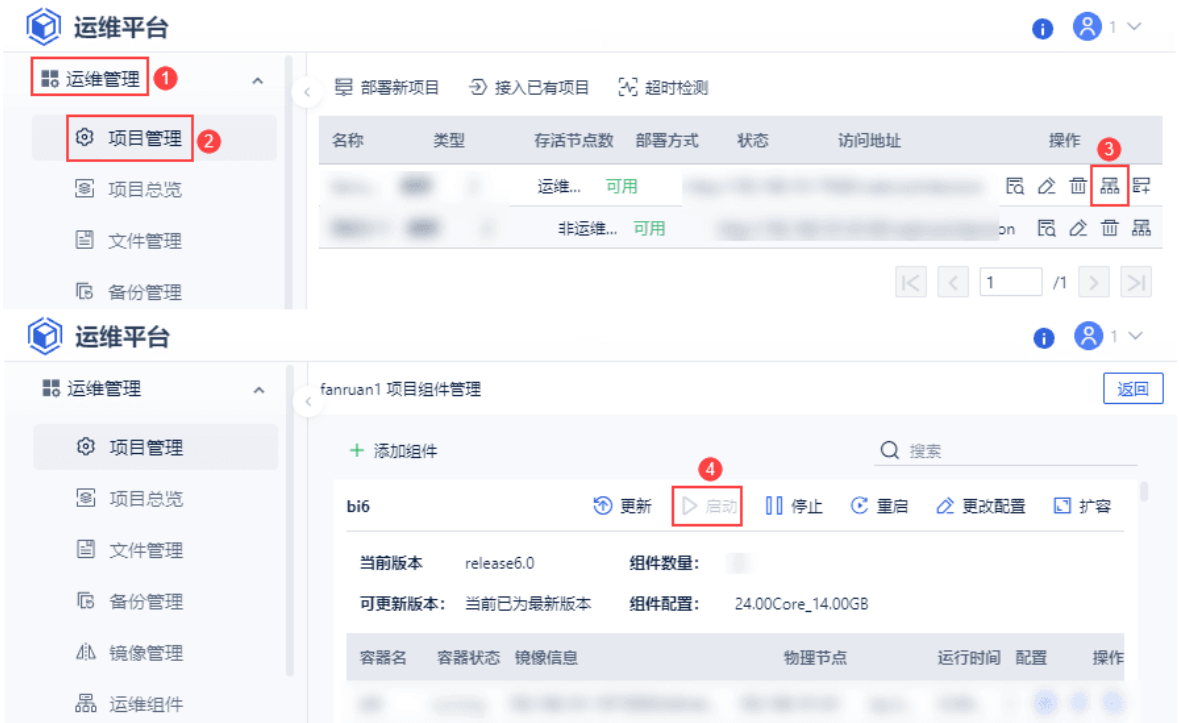 运维平台
1
运维管理 1
部署新项目 接入已有项目 超时检测
项目管理 2
名称 类型 存活节点数 部署方式 状态 访问地址 操作 3
项目总览
运维... 可用
文件管理
非运维... 可用 on
备份管理
1 /1
运维平台
1
运维管理
fanruan1 项目组件管理 返回
项目管理
添加组件 搜索
4
项目总览
bi6 更新 启动 停止 重启 更改配置 扩容
文件管理
当前版本 release6.0 组件数量：
备份管理
可更新版本： 当前已为最新版本 组件配置： 24.00Core_14.00GB
镜像管理
容器名 容器状态 镜像信息 物理节点 运行时间 配置 操作
运维组件